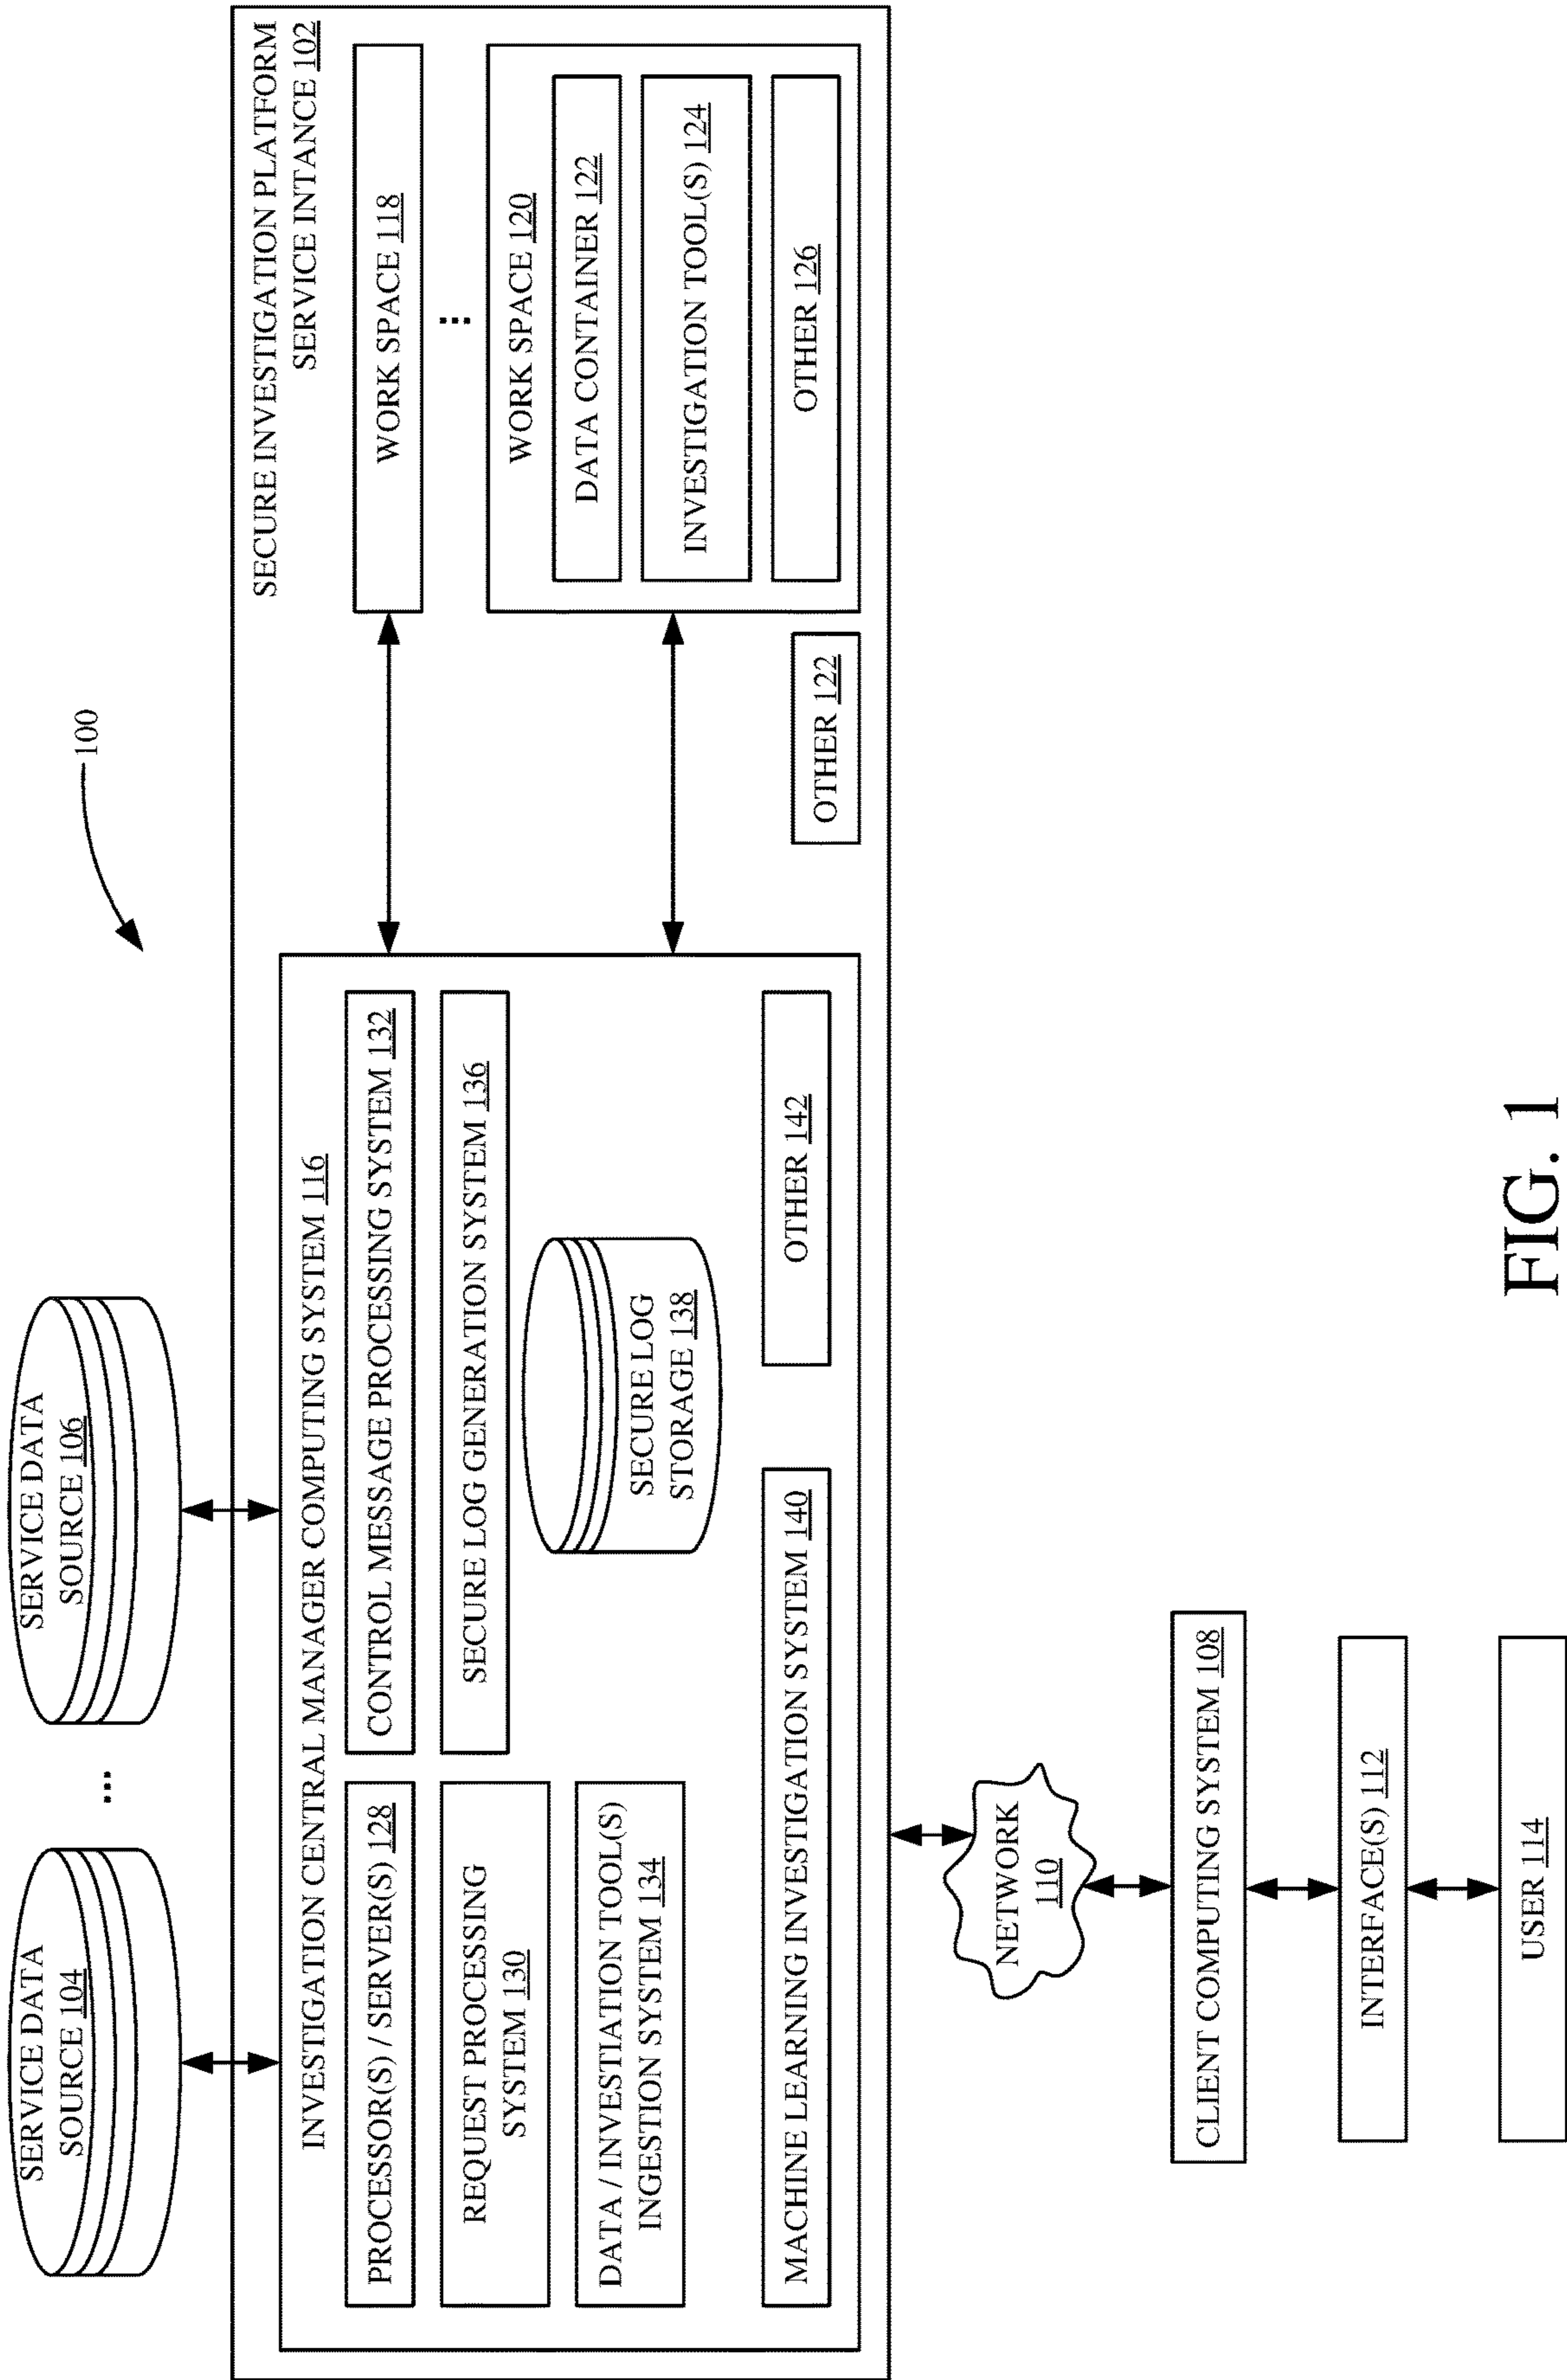 100
SERVICE DATA
SOURCE 104
...
SERVICE DATA
SOURCE 106
SECURE INVESTIGATION PLATFORM
SERVICE INTANCE 102
INVESTIGATION CENTRAL MANAGER COMPUTING SYSTEM 116
PROCESSOR(S) / SERVER(S) 128
CONTROL MESSAGE PROCESSING SYSTEM 132
REQUEST PROCESSING
SYSTEM 130
SECURE LOG GENERATION SYSTEM 136
DATA / INVESTIATION TOOL(S)
INGESTION SYSTEM 134
SECURE LOG
STORAGE 138
MACHINE LEARNING INVESTIGATION SYSTEM 140
OTHER 142
WORK SPACE 118
...
WORK SPACE 120
DATA CONTAINER 122
INVESTIGATION TOOL(S) 124
OTHER 126
OTHER 122
NETWORK
110
CLIENT COMPUTING SYSTEM 108
INTERFACE(S) 112
USER 114
FIG. 1